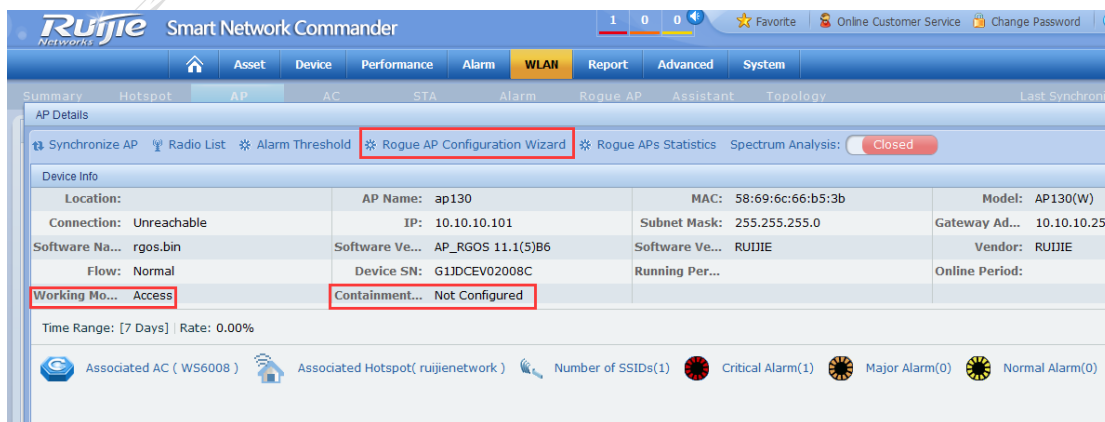 Ruijie Networks Smart Network Commander 1 0 0 Favorite Online Customer Service Change Password
Asset Device Performance Alarm WLAN Report Advanced System
Summary Hotspot AP AC STA Alarm Rogue AP Assistant Topology Last Synchroni
AP Details
Synchronize AP Radio List Alarm Threshold Rogue AP Configuration Wizard Rogue APs Statistics Spectrum Analysis: Closed
Device Info
Location: AP Name: ap130 MAC: 58:69:6c:66:b5:3b Model: AP130(W)
Connection: Unreachable IP: 10.10.10.101 Subnet Mask: 255.255.255.0 Gateway Ad... 10.10.10.25
Software Na... rgos.bin Software Ve... AP_RGOS 11.1(5)B6 Software Ve... RUIJIE Vendor: RUIJIE
Flow: Normal Device SN: G1JDCEV02008C Running Per... Online Period:
Working Mo... Access Containment... Not Configured
Time Range: [7 Days] Rate: 0.00%
Associated AC ( WS6008 ) Associated Hotspot( ruijienetwork ) Number of SSIDs(1) Critical Alarm(1) Major Alarm(0) Normal Alarm(0)